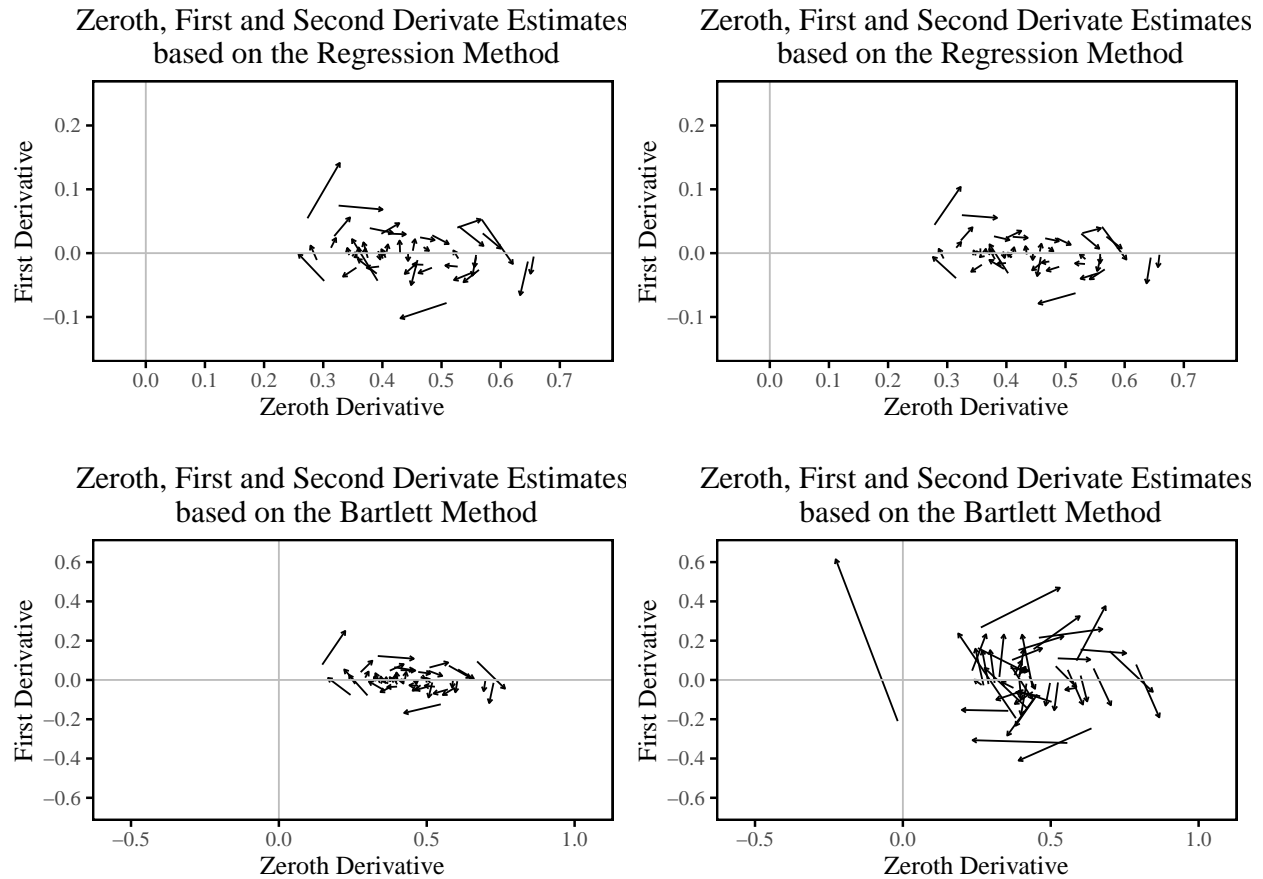 Zeroth, First and Second Derivate Estimates
based on the Regression Method
0.2
0.1
0.0
−0.1
First Derivative
0.0 0.1 0.2 0.3 0.4 0.5 0.6 0.7
Zeroth Derivative
Zeroth, First and Second Derivate Estimates
based on the Regression Method
0.2
0.1
0.0
−0.1
First Derivative
0.0 0.1 0.2 0.3 0.4 0.5 0.6 0.7
Zeroth Derivative
Zeroth, First and Second Derivate Estimates
based on the Bartlett Method
0.6
0.4
0.2
0.0
−0.2
−0.4
−0.6
First Derivative
−0.5 0.0 0.5 1.0
Zeroth Derivative
Zeroth, First and Second Derivate Estimates
based on the Bartlett Method
0.6
0.4
0.2
0.0
−0.2
−0.4
−0.6
First Derivative
−0.5 0.0 0.5 1.0
Zeroth Derivative